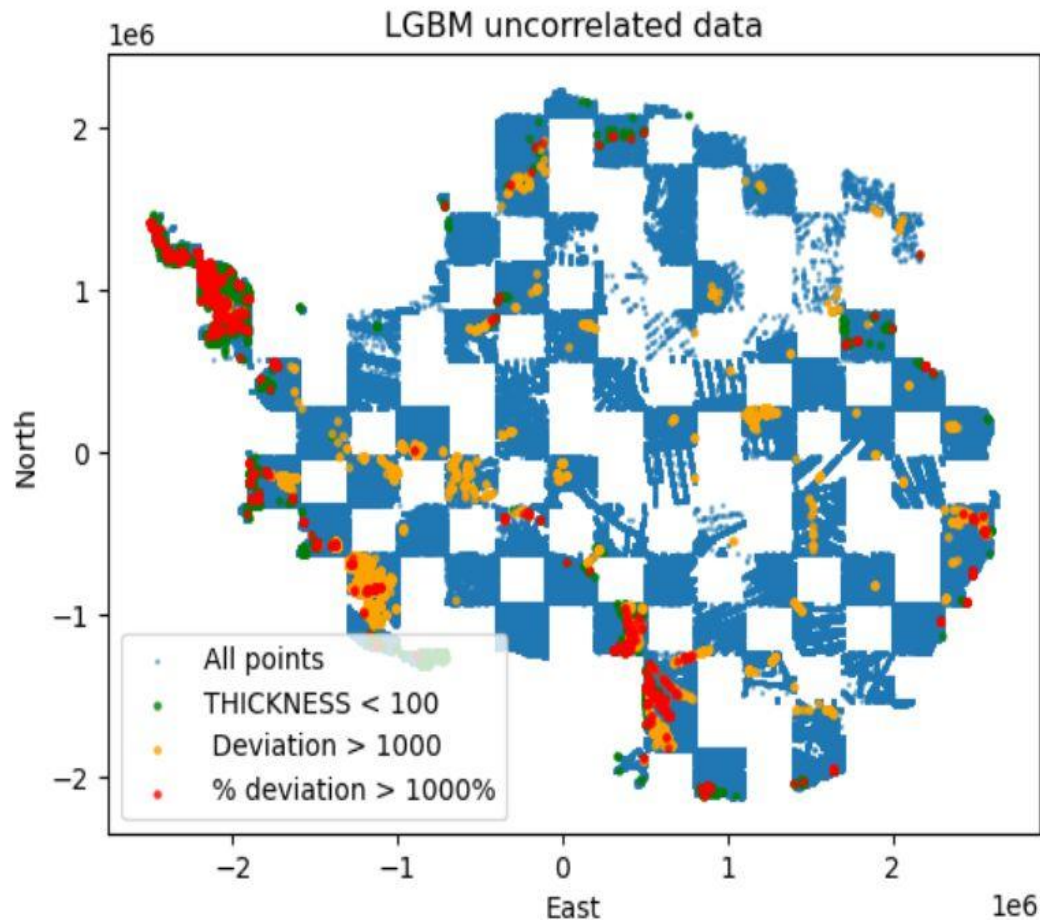 LGBM uncorrelated data
1e6
2
1
0
−1
−2
North
All points
THICKNESS < 100
Deviation > 1000
% deviation > 1000%
−2
−1
0
1
2
East
1e6